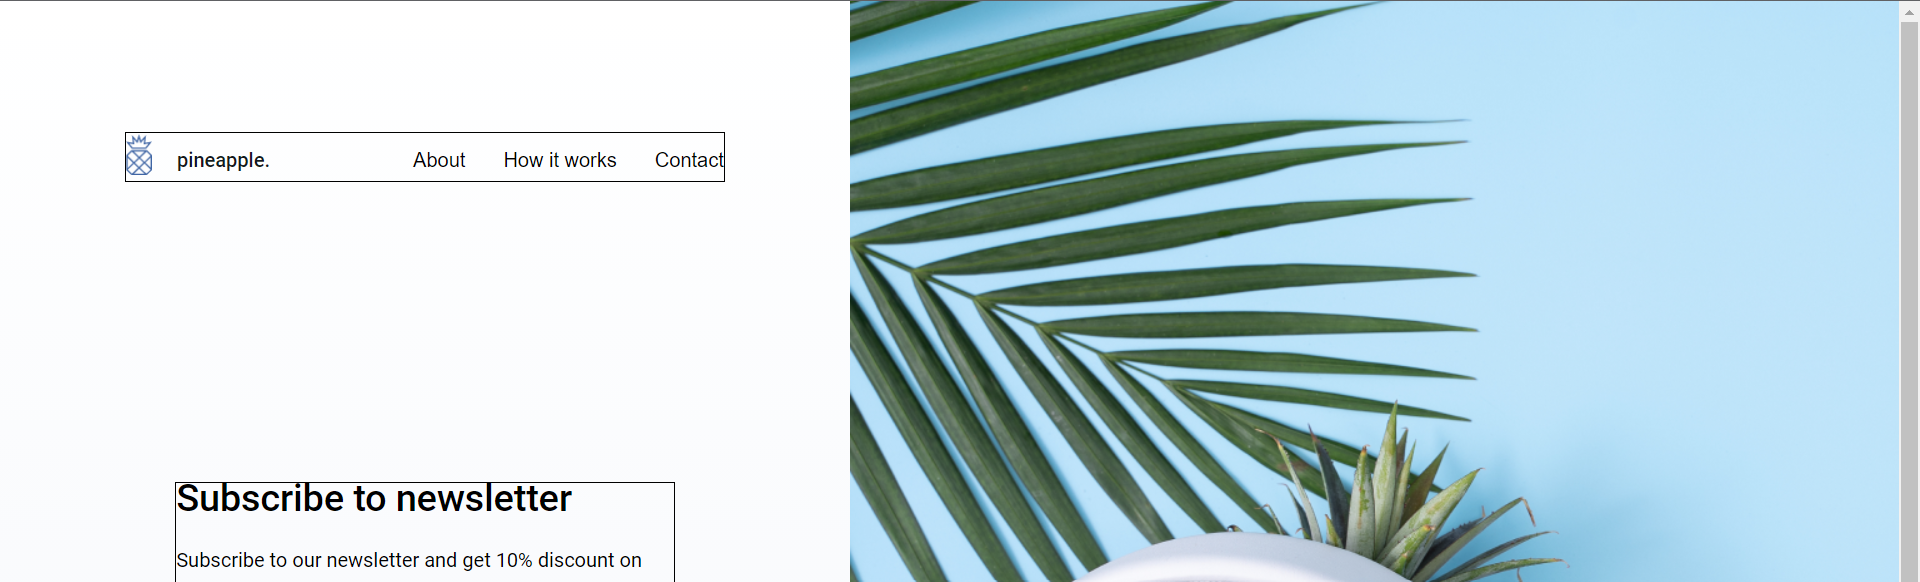 pineapple.
About
How it works
Contact
Subscribe to newsletter
Subscribe to our newsletter and get 10% discount on